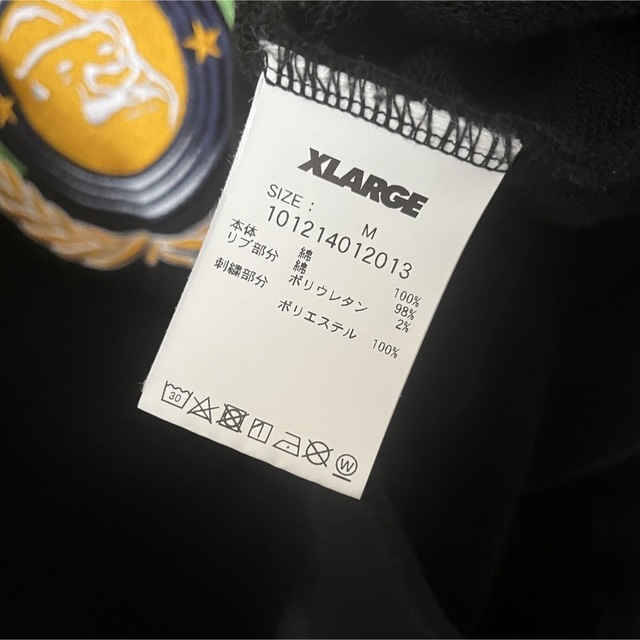 XLARGE
SIZE: M
101214012013
本体 綿 100%
リブ部分 綿 98%
ポリウレタン 2%
刺繍部分
ポリエステル 100%
30
W